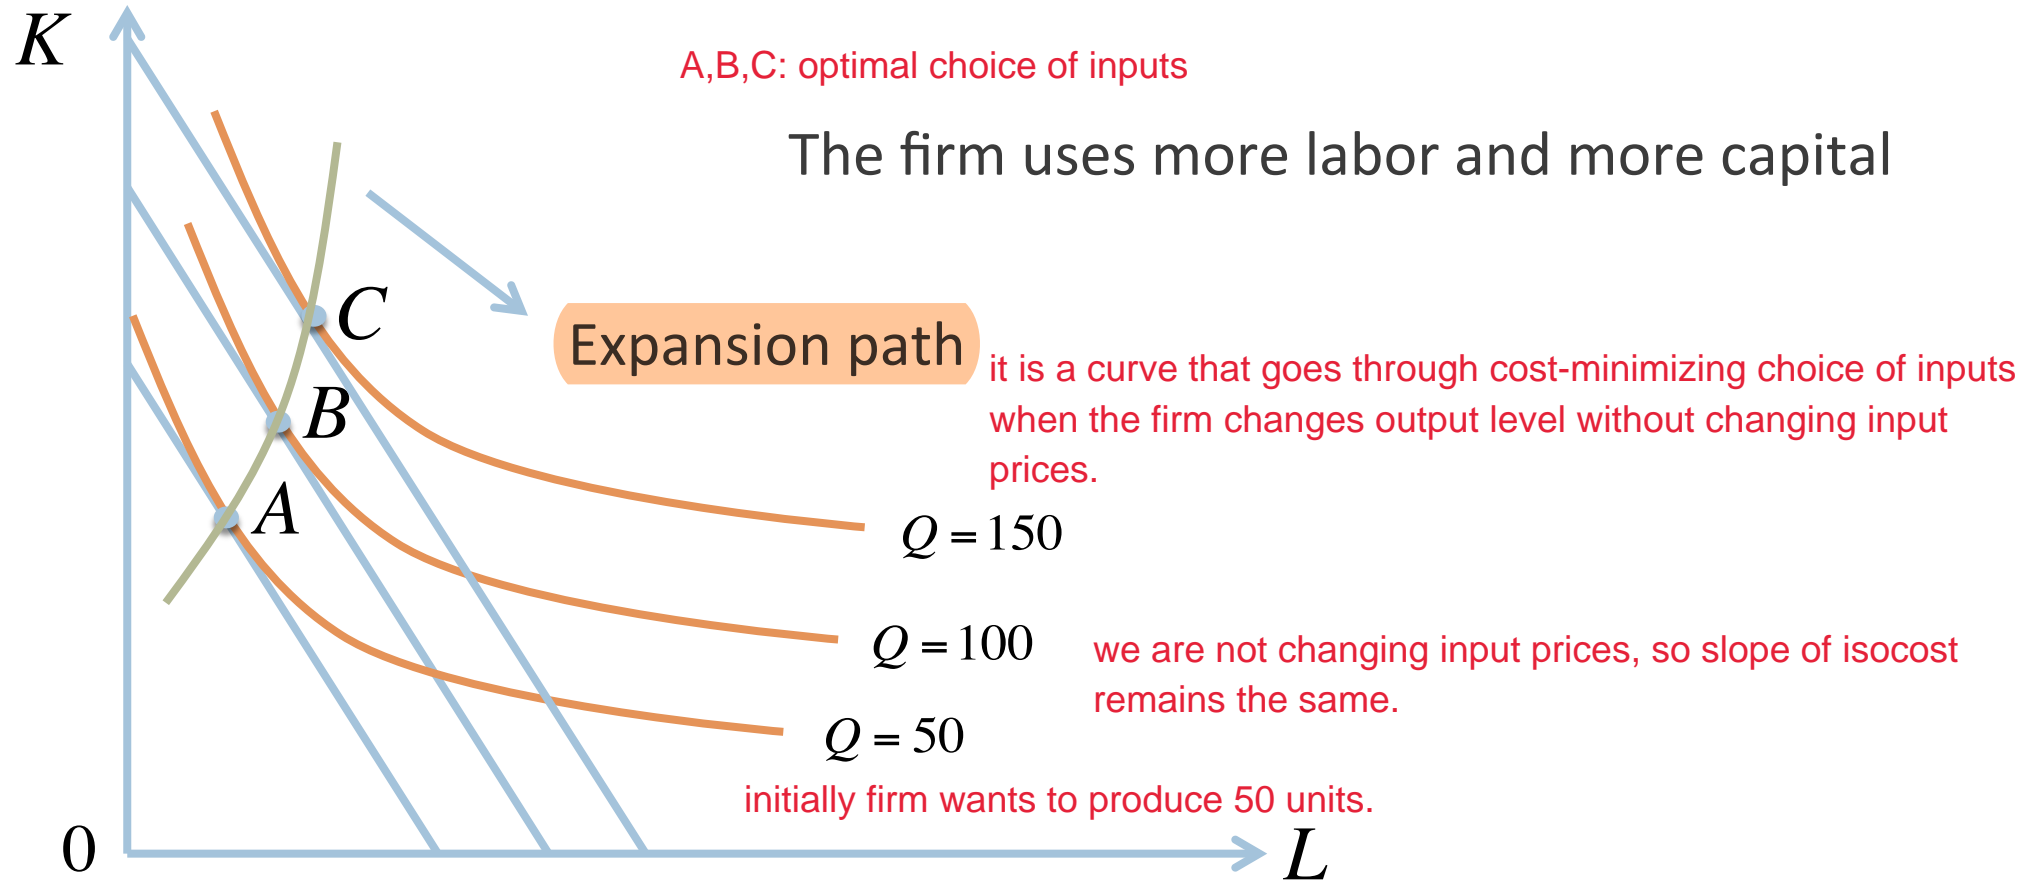 K
A,B,C: optimal choice of inputs
The firm uses more labor and more capital
C
Expansion path
it is a curve that goes through cost-minimizing choice of inputs
when the firm changes output level without changing input
prices.
B
A
Q = 150
Q = 100
we are not changing input prices, so slope of isocost
remains the same.
Q = 50
initially firm wants to produce 50 units.
0
L